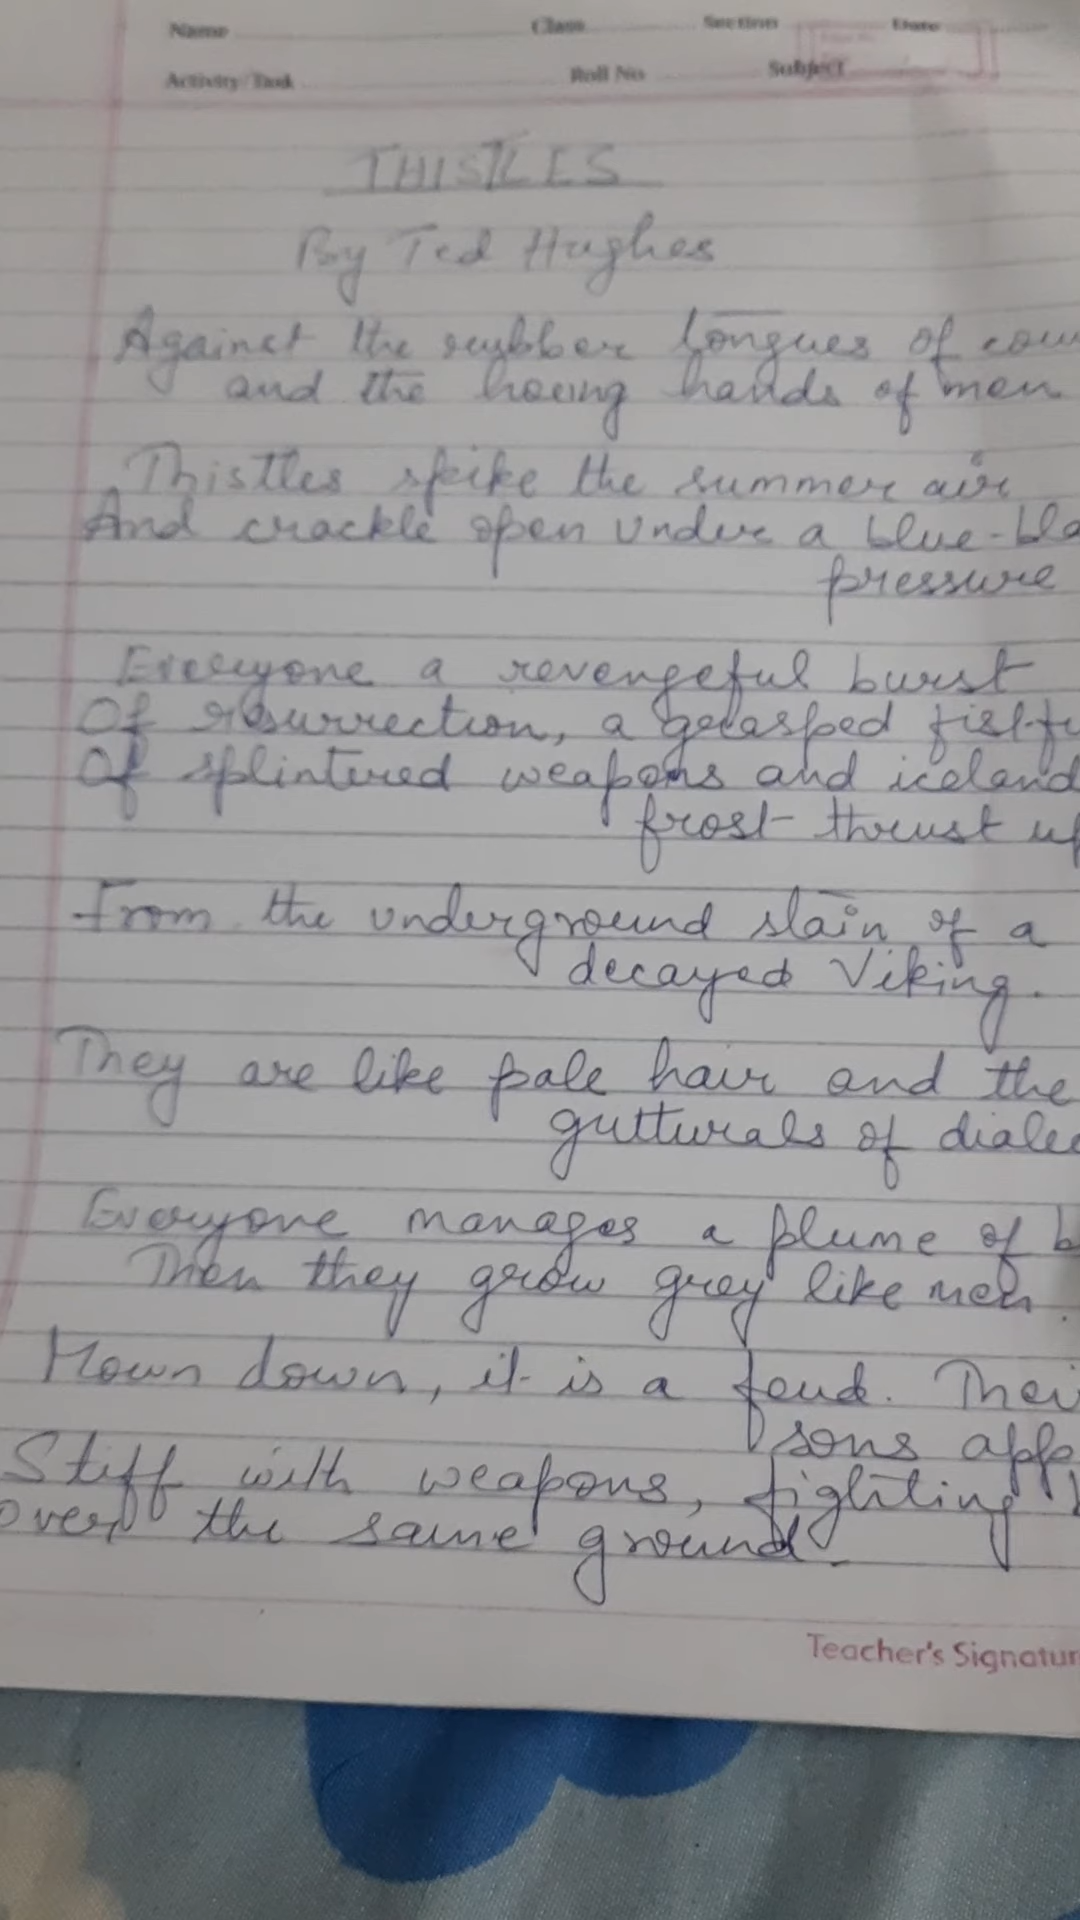 Name Class Section Date
Activity/Task Roll No Subject
THISTLES
By Ted Hughes
Against the rubber tongues of cow
and the hoeing hands of men
Thistles spike the summer air
And crackle open under a blue-bla
pressure
Everyone a revengeful burst
Of resurrection, a grasped fist-fu
Of splintered weapons and iceland
frost thrust up
From the underground stain of a
decayed Viking.
They are like pale hair and the
gutturals of dialec
Everyone manages a plume of b
Then they grow grey like men.
Mown down, it is a feud. Thei
sons appe
Stiff with weapons, fighting b
over the same ground.
Teacher's Signatur